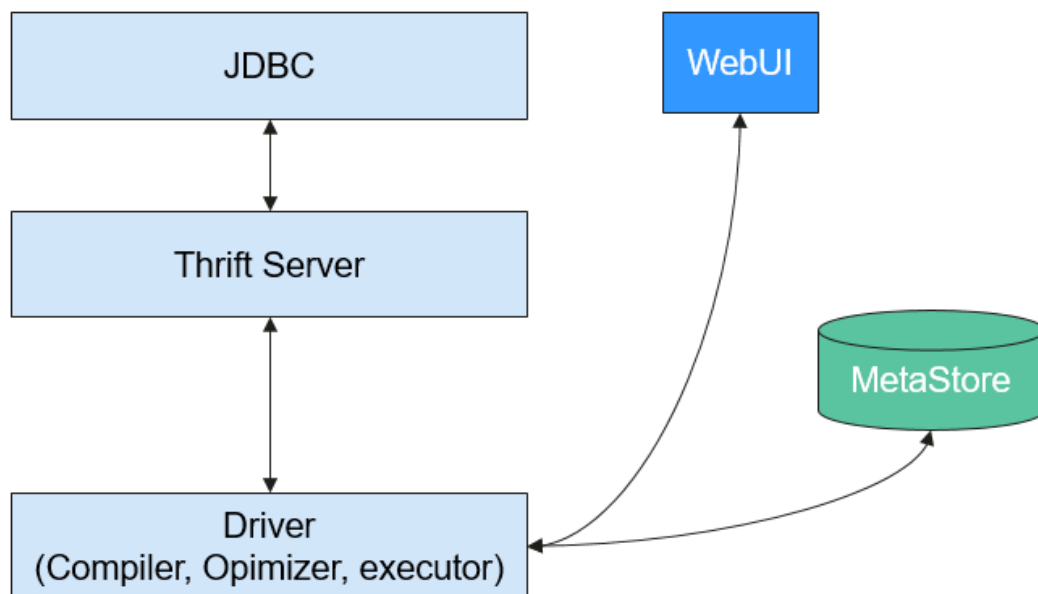 JDBC
WebUI
Thrift Server
MetaStore
Driver
(Compiler, Opimizer, executor)